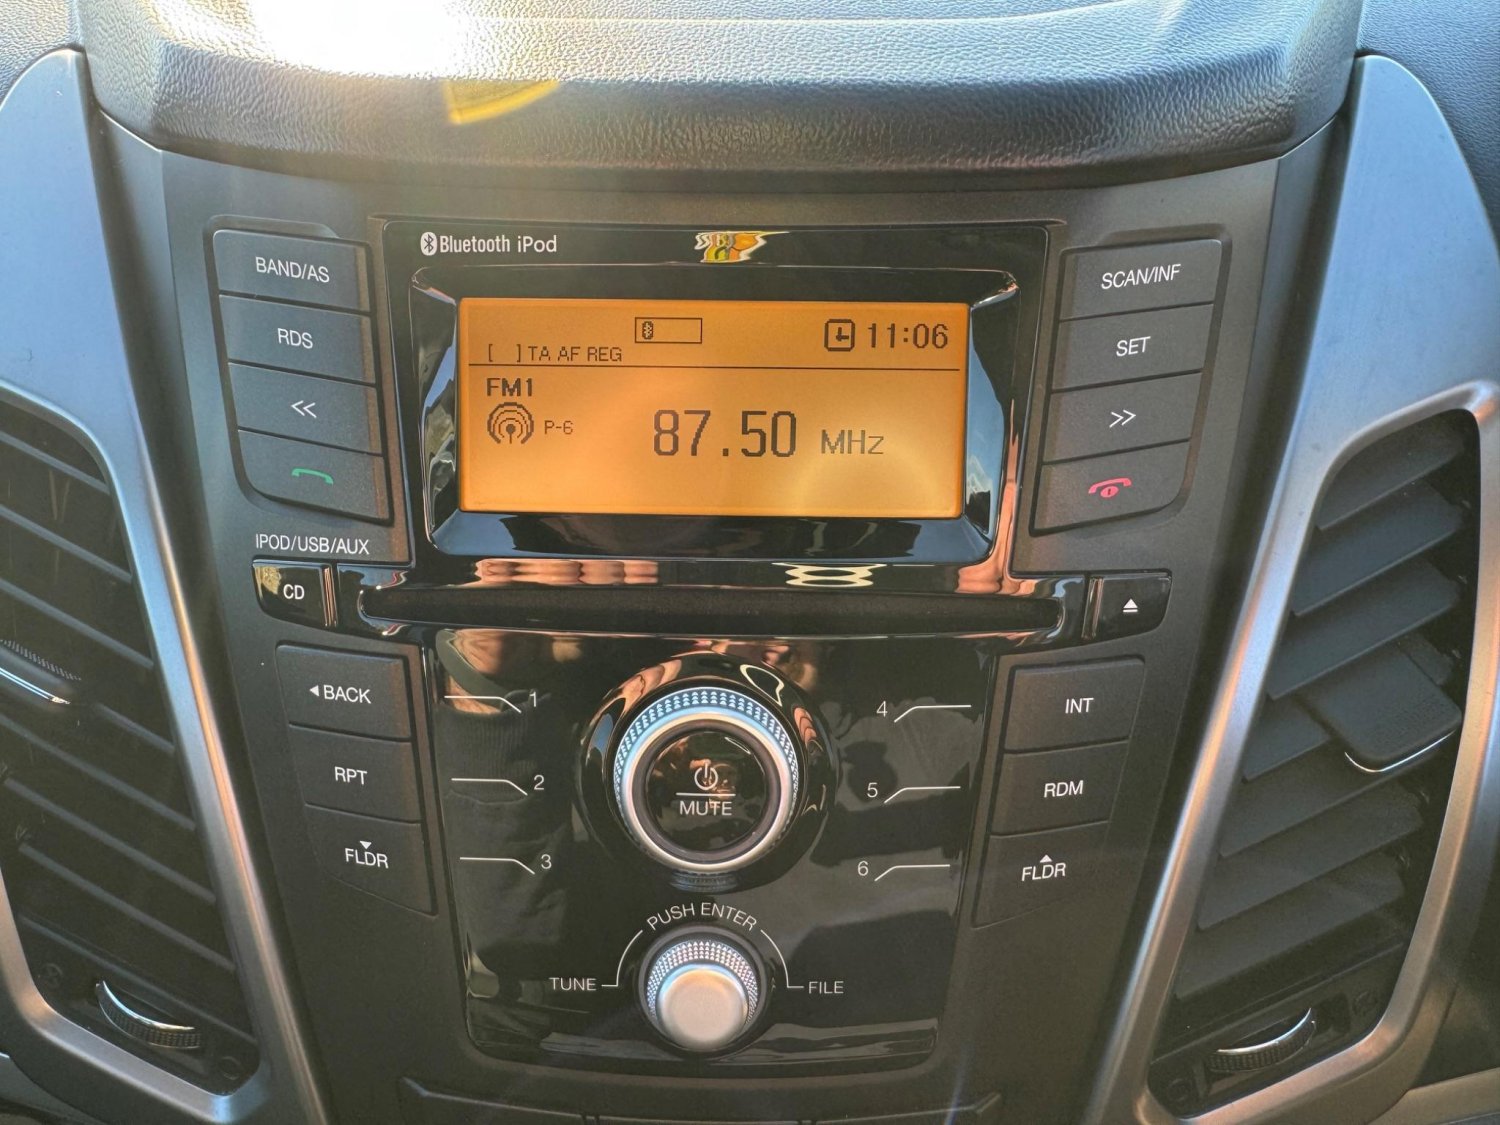 Bluetooth iPod
BAND/AS
RDS
SCAN/INF
SET
11:06
[ ] TA AF REG
FM1
P-6
87.50 MHz
IPOD/USB/AUX
CD
BACK
RPT
FLDR
1
2
3
MUTE
4
5
6
INT
RDM
FLDR
PUSH ENTER
TUNE
FILE